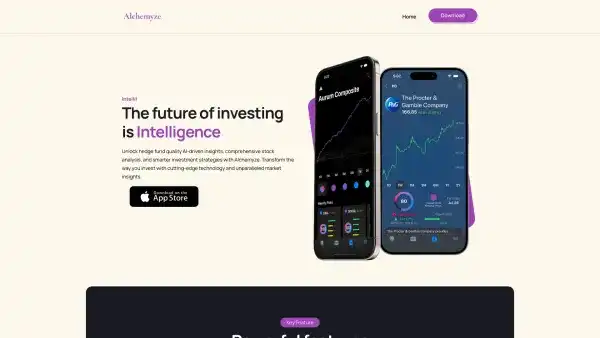 Alchemyze
Home
Download
The future of investing
is Intelligence
Unlock hedge fund quality AI-driven insights, comprehensive stock
analysis, and smarter investment strategies with Alchemyze. Transform the
way you invest with cutting-edge technology and unparalleled market
insights.
Download on the
App Store
Aurum Composite
The Procter &
Gamble Company
Key Feature